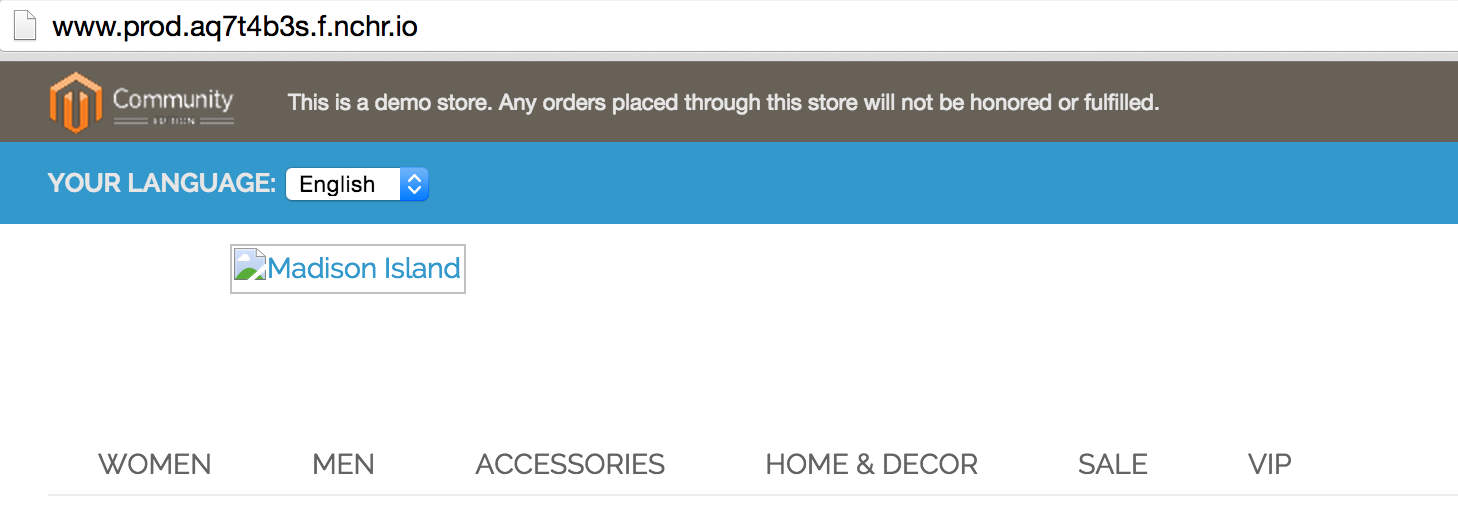 www.prod.aq7t4b3s.f.nchr.io
Community
This is a demo store. Any orders placed through this store will not be honored or fulfilled.
YOUR LANGUAGE: English
Madison Island
WOMEN MEN ACCESSORIES HOME & DECOR SALE VIP